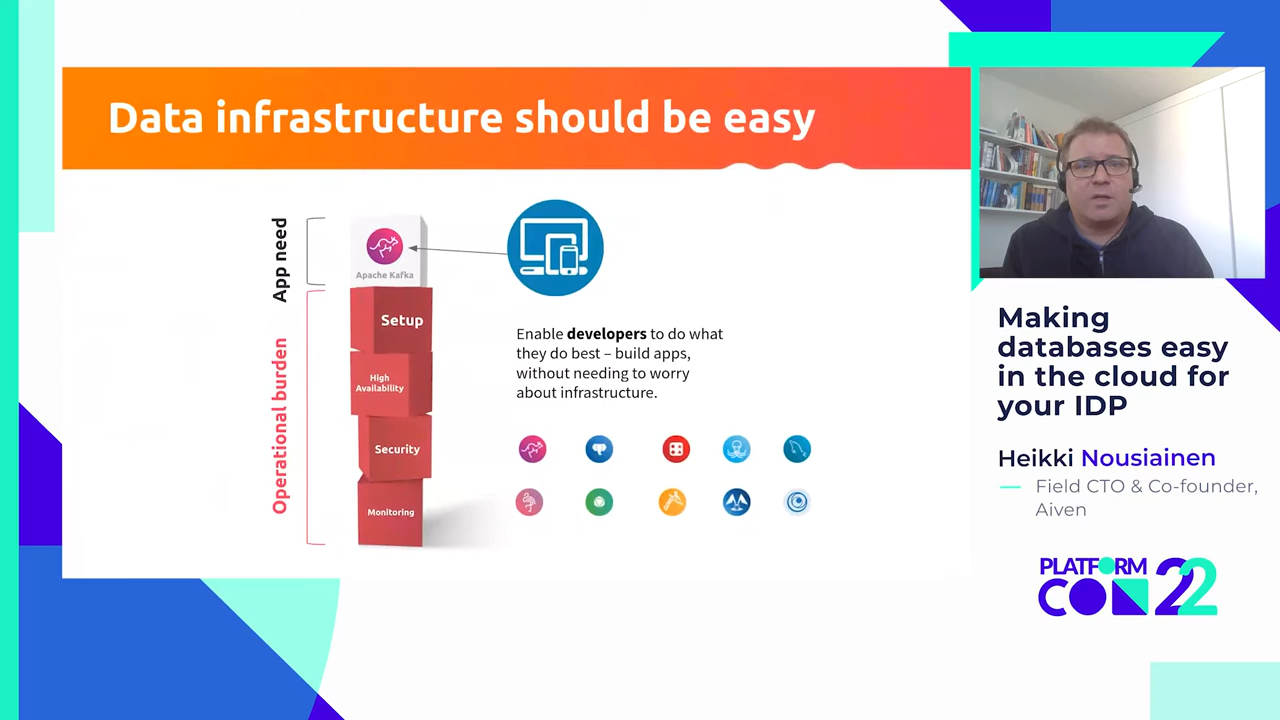 Data infrastructure should be easy
App need
Apache Kafka
Operational burden
Setup
High
Availability
Security
Monitoring
Enable developers to do what
they do best – build apps,
without needing to worry
about infrastructure.
Making
databases easy
in the cloud for
your IDP
Heikki Nousiainen
Field CTO & Co-founder,
Aiven
PLATFORM
CON 22